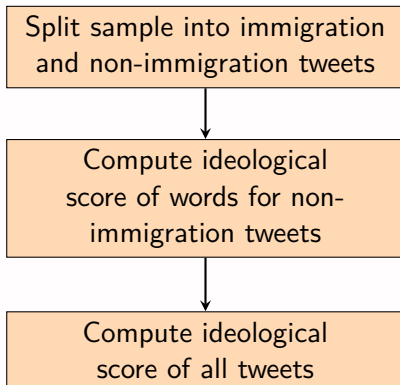 Split sample into immigration
and non-immigration tweets
Compute ideological
score of words for non-
immigration tweets
Compute ideological
score of all tweets